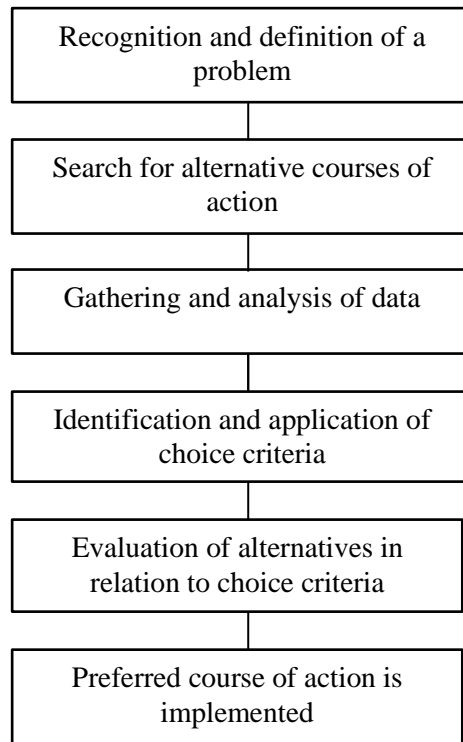 Recognition and definition of a
problem
Search for alternative courses of
action
Gathering and analysis of data
Identification and application of
choice criteria
Evaluation of alternatives in
relation to choice criteria
Preferred course of action is
implemented